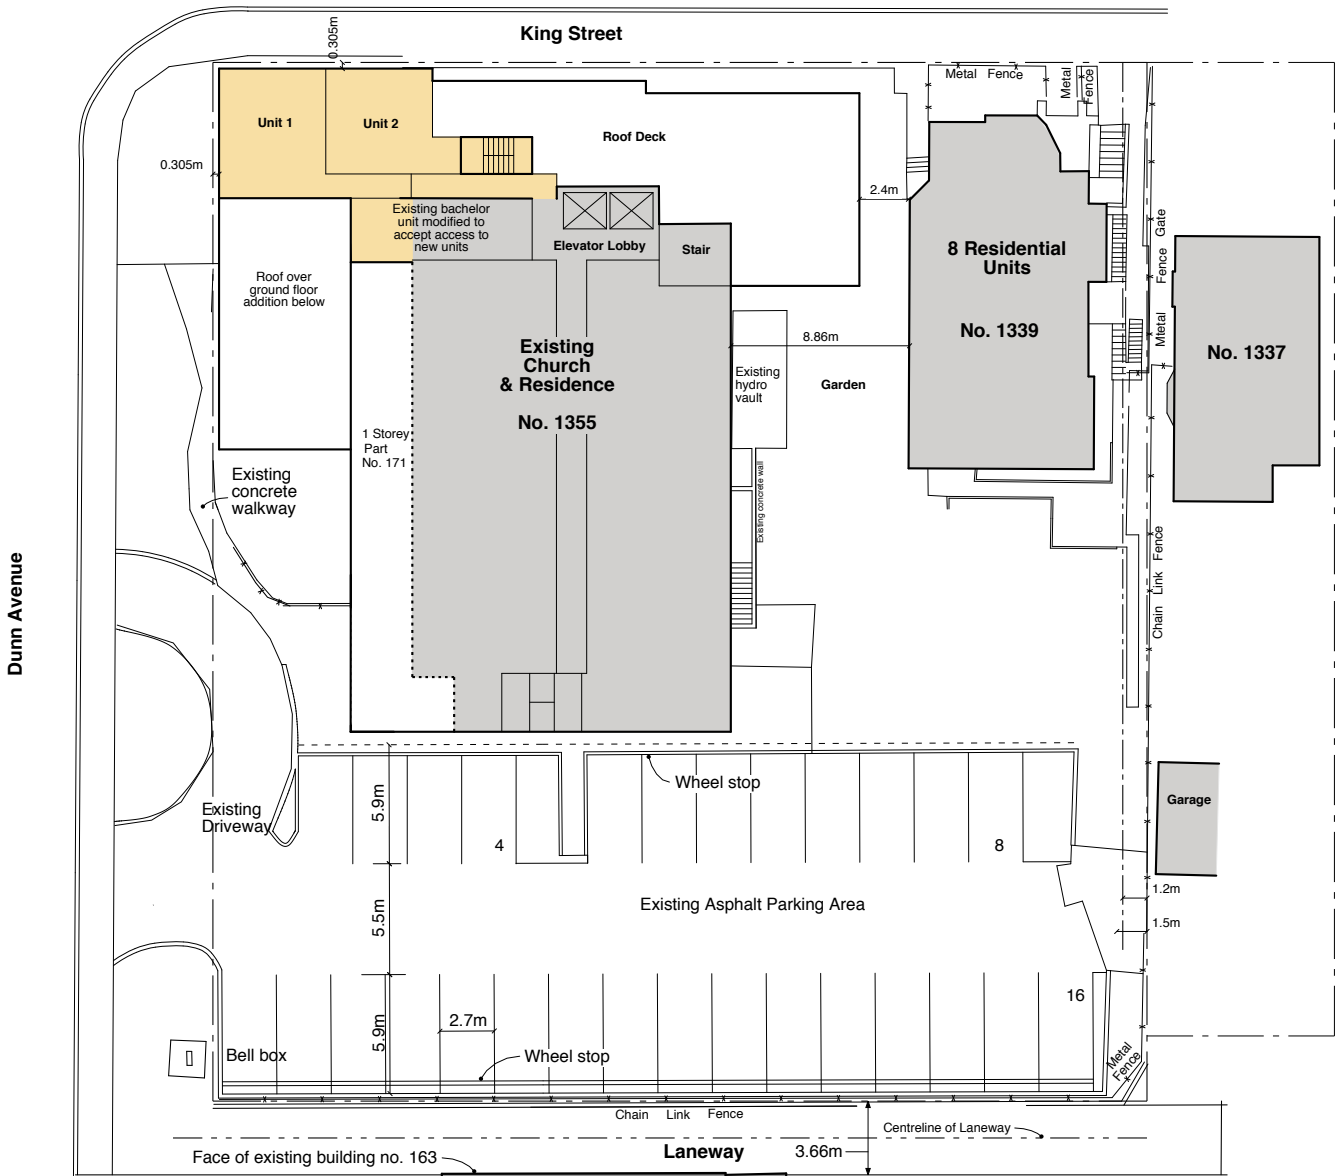 King Street
0.305m
Metal Fence
Metal
Fence
Unit 1
Unit 2
Roof Deck
0.305m
2.4m
Existing bachelor
unit modified to
accept access to
new units
Elevator Lobby
Stair
8 Residential
Units
No. 1339
Mtetal Fence Gate
Roof over
ground floor
addition below
8.86m
No. 1337
Existing
Church
& Residence
No. 1355
Existing
hydro
vault
Garden
1 Storey
Part
No. 171
Existing
concrete
walkway
Existing concrete wall
Dunn Avenue
Chain Link Fence
Wheel stop
5.9m
Existing
Driveway
4
8
Garage
1.2m
Existing Asphalt Parking Area
5.5m
1.5m
16
2.7m
5.9m
Bell box
Wheel stop
Metal
Fence
Chain Link Fence
Centreline of Laneway
Laneway
3.66m
Face of existing building no. 163